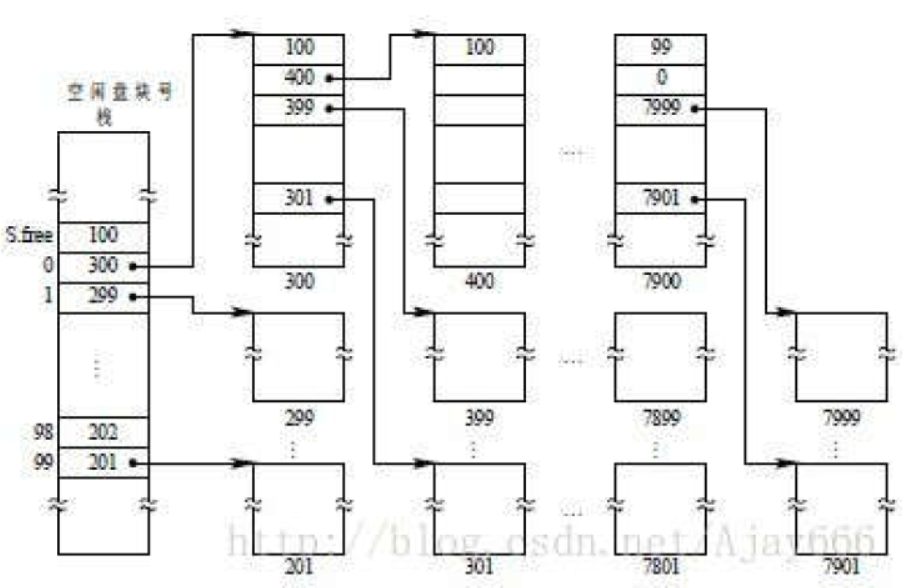 100 100 99
400 0
399 7999
空闲盘块号
栈
....
301 7901
S.free 100
0 300
300 400 7900
1 299
⋮
....
299 399 7899 7999
⋮ ⋮ ⋮ ⋮
98 202
99 201
....
http://blog.csdn.net/Ajay666
201 301 7801 7901